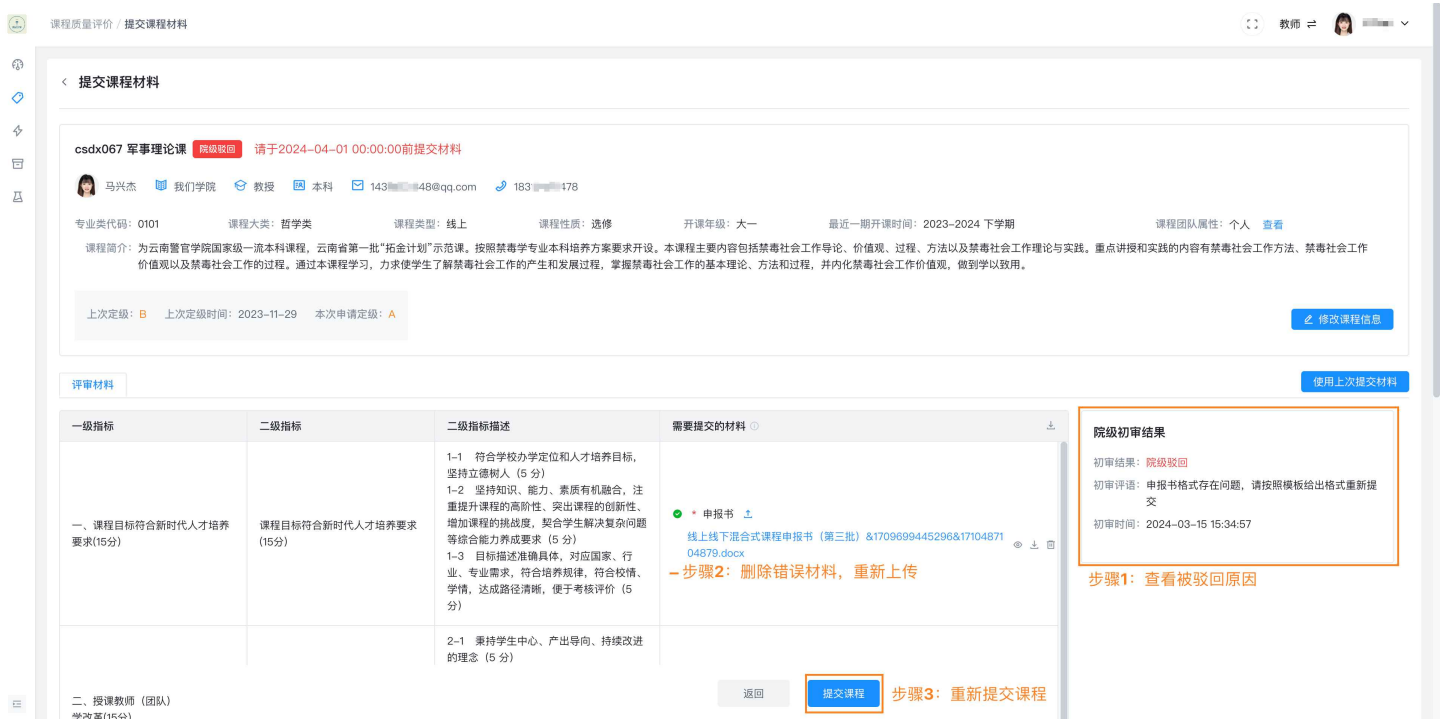 课程质量评价 / 提交课程材料
教师
提交课程材料
csdx067 军事理论课 院级驳回 请于2024-04-01 00:00:00前提交材料
马兴杰 我们学院 教授 本科 143 48@qq.com 183 178
专业类代码: 0101 课程大类: 哲学类 课程类型: 线上 课程性质: 选修 开课年级: 大一 最近一期开课时间: 2023-2024 下学期 课程团队属性: 个人 查看
课程简介: 为云南警官学院国家级一流本科课程,云南省第一批“拓金计划”示范课。按照禁毒学专业本科培养方案要求开设。本课程主要内容包括禁毒社会工作导论、价值观、过程、方法以及禁毒社会工作理论与实践。重点讲授和实践的内容有禁毒社会工作方法、禁毒社会工作
价值观以及禁毒社会工作的过程。通过本课程学习,力求使学生了解禁毒社会工作的产生和发展过程,掌握禁毒社会工作的基本理论、方法和过程,并内化禁毒社会工作价值观,做到学以致用。
上次定级: B 上次定级时间: 2023-11-29 本次申请定级: A
修改课程信息
评审材料
使用上次提交材料
一级指标 二级指标 二级指标描述 需要提交的材料
一、课程目标符合新时代人才培养
要求(15分)
课程目标符合新时代人才培养要求
(15分)
1-1 符合学校办学定位和人才培养目标,
坚持立德树人(5 分)
1-2 坚持知识、能力、素质有机融合,注
重提升课程的高阶性、突出课程的创新性、
增加课程的挑战度,契合学生解决复杂问题
等综合能力养成要求(5 分)
1-3 目标描述准确具体,对应国家、行
业、专业需求,符合培养规律,符合校情、
学情,达成路径清晰,便于考核评价(5
分)
* 申报书
线上线下混合式课程申报书(第三批)&1709699445296&17104871
04879.docx
–步骤2:删除错误材料,重新上传
院级初审结果
初审结果: 院级驳回
初审评语: 申报书格式存在问题,请按照模板给出格式重新提
交
初审时间: 2024-03-15 15:34:57
步骤1:查看被驳回原因
二、授课教师(团队)
学改革(15分)
2-1 秉持学生中心、产出导向、持续改进
的理念(5 分)
返回 提交课程 步骤3:重新提交课程